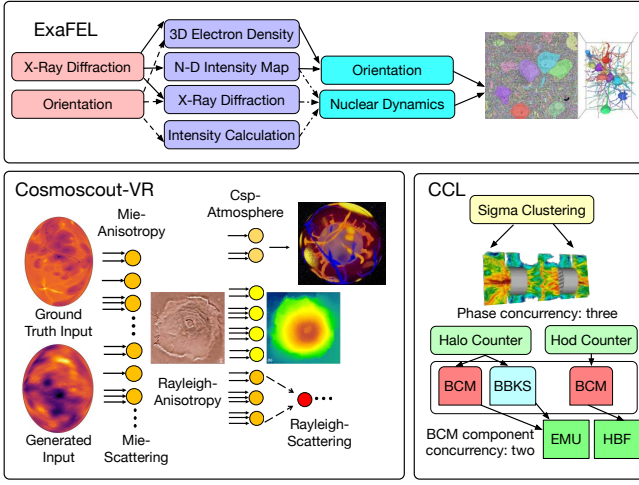 ExaFEL
X-Ray Diffraction
Orientation
3D Electron Density
N-D Intensity Map
X-Ray Diffraction
Intensity Calculation
Orientation
Nuclear Dynamics
Cosmoscout-VR
Mie-
Anisotropy
Csp-
Atmosphere
Ground
Truth Input
Rayleigh-
Anisotropy
Generated
Input
Mie-
Scattering
Rayleigh-
Scattering
CCL
Sigma Clustering
Phase concurrency: three
Halo Counter
Hod Counter
BCM
BBKS
BCM
BCM component
concurrency: two
EMU
HBF